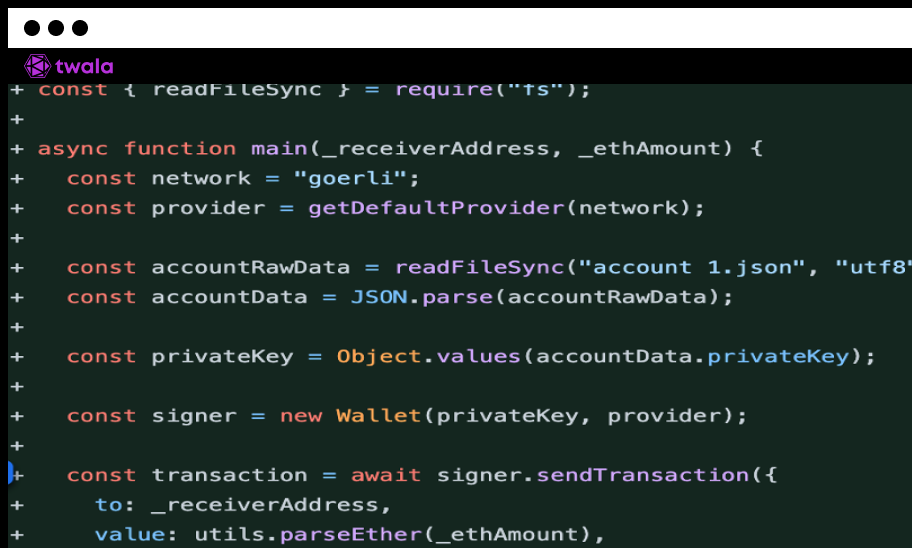 twala
+ const { readFileSync } = require("fs");
+
+ async function main(_receiverAddress, _ethAmount) {
+   const network = "goerli";
+   const provider = getDefaultProvider(network);
+
+   const accountRawData = readFileSync("account 1.json", "utf8"
+   const accountData = JSON.parse(accountRawData);
+
+   const privateKey = Object.values(accountData.privateKey);
+
+   const signer = new Wallet(privateKey, provider);
+
+   const transaction = await signer.sendTransaction({
+     to: _receiverAddress,
+     value: utils.parseEther(_ethAmount),